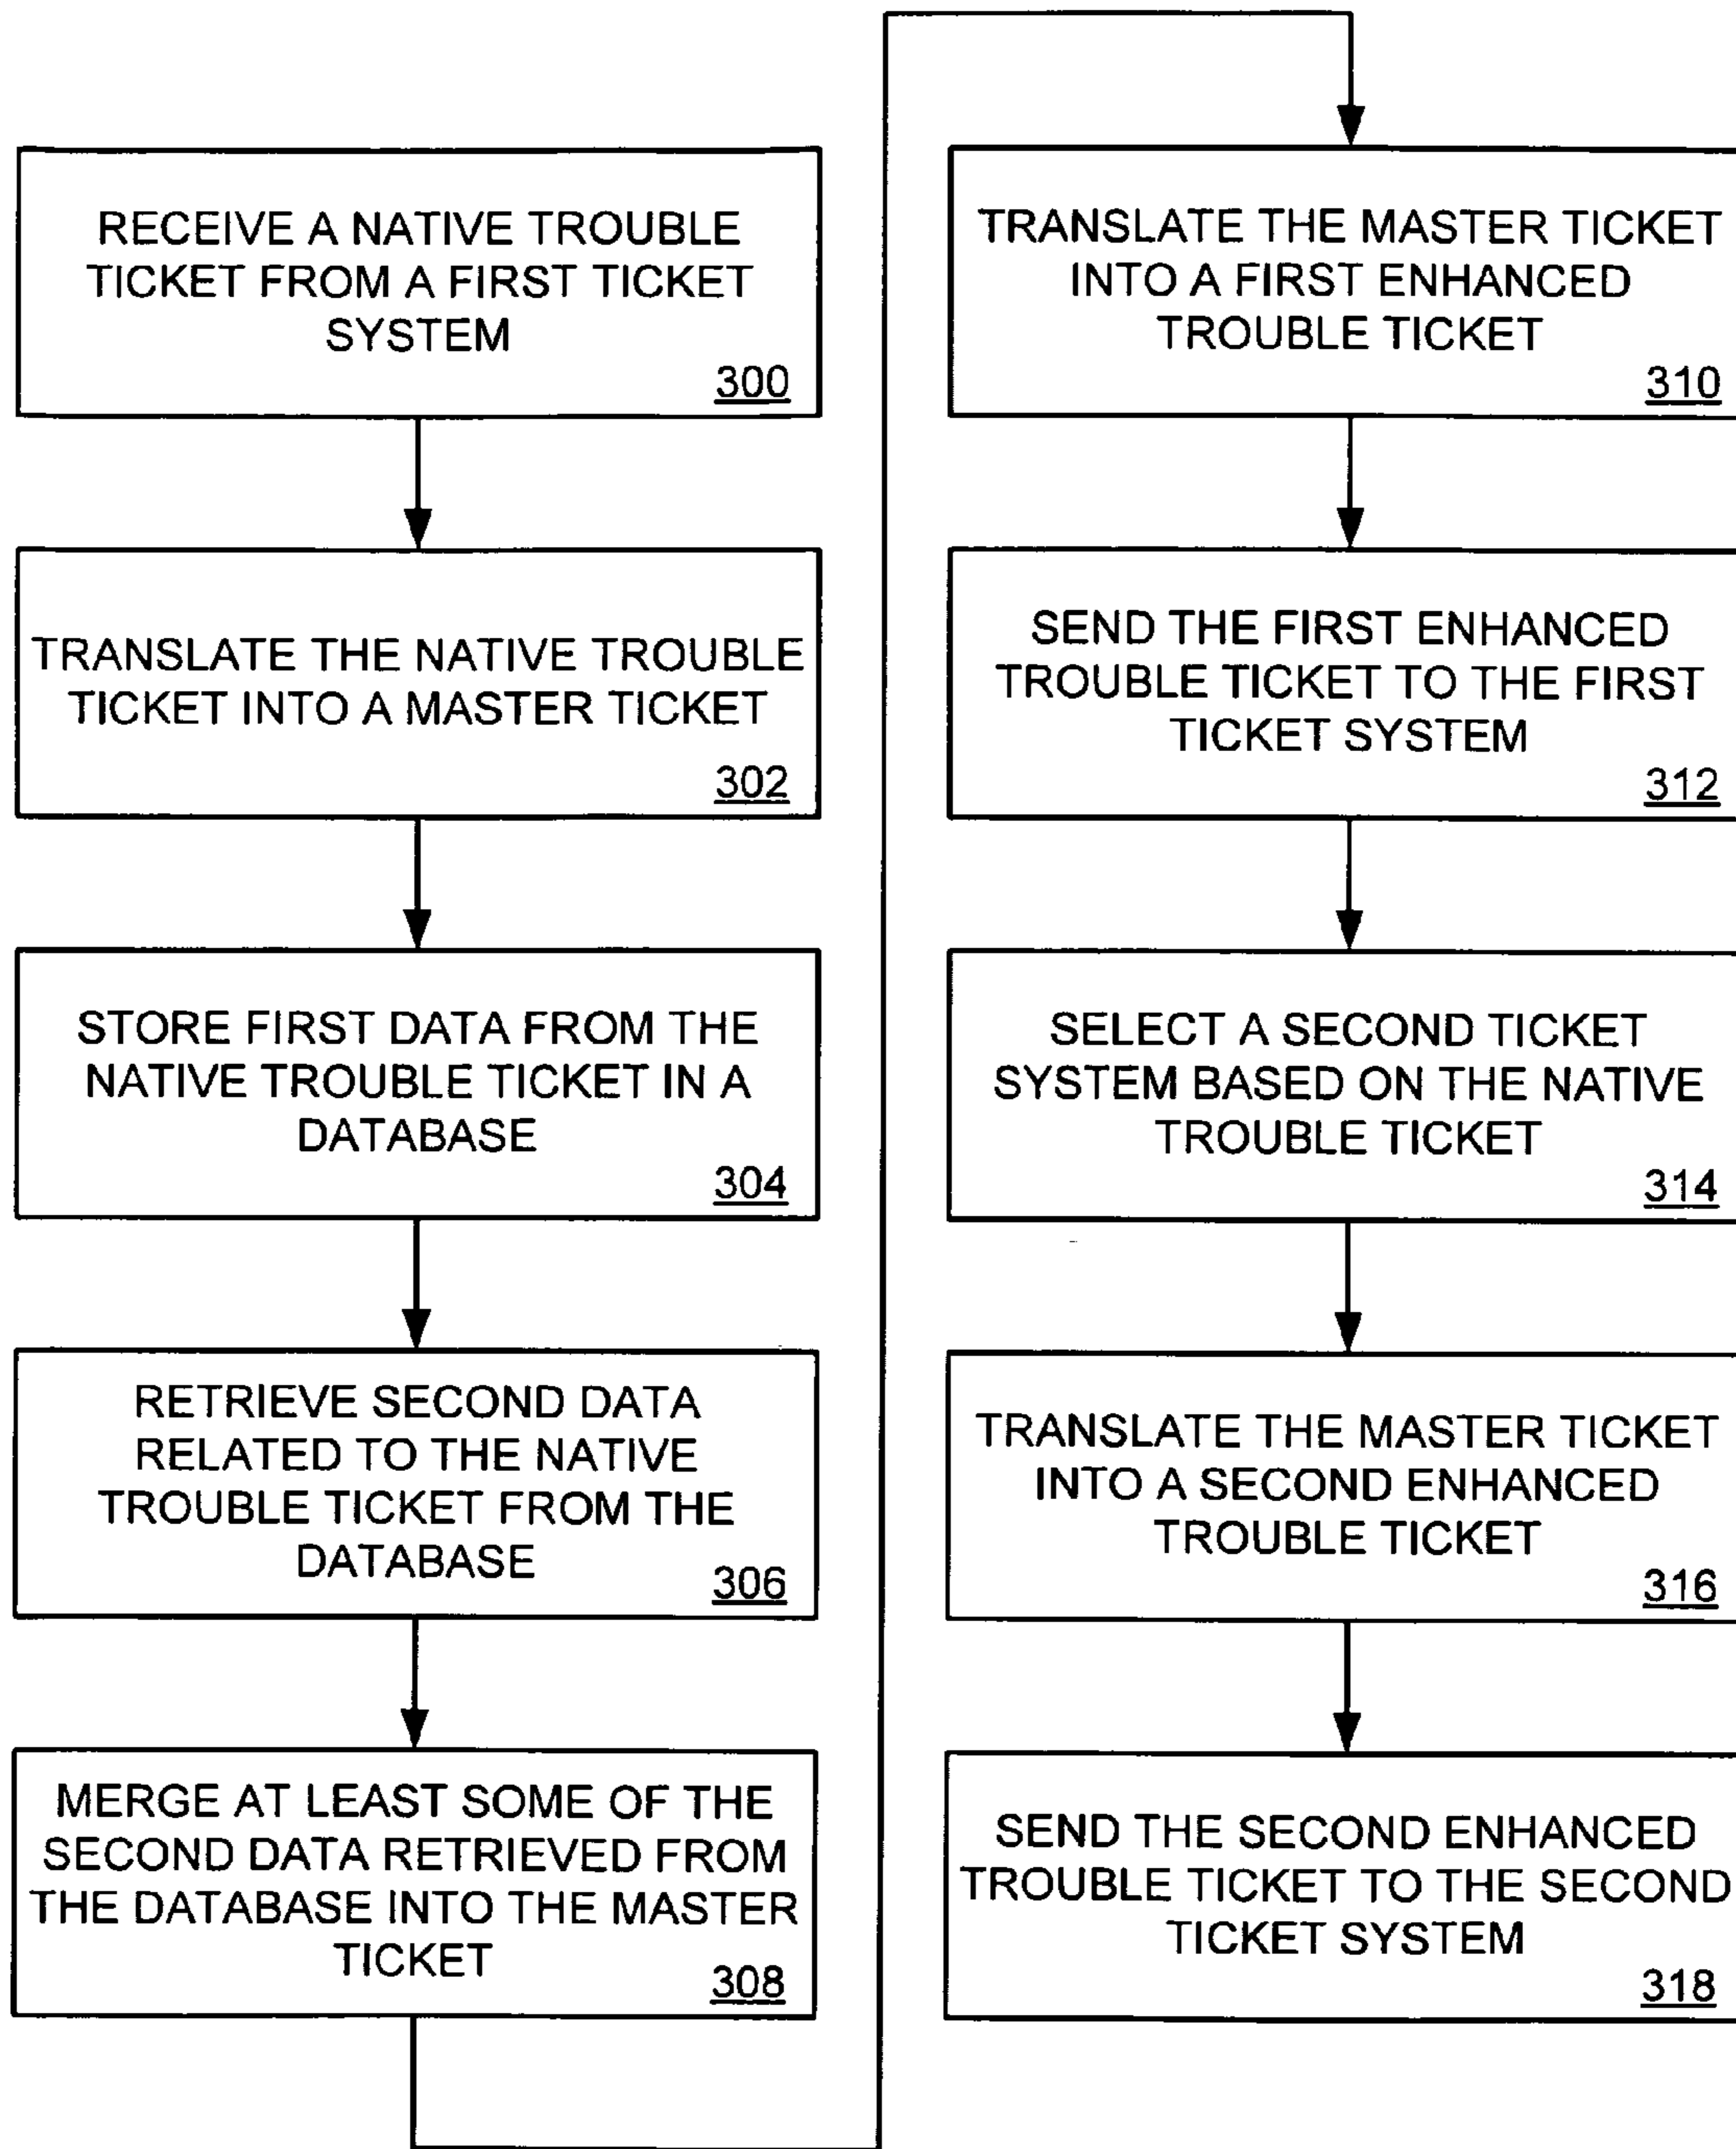 RECEIVE A NATIVE TROUBLE
TICKET FROM A FIRST TICKET
SYSTEM
300
TRANSLATE THE NATIVE TROUBLE
TICKET INTO A MASTER TICKET
302
STORE FIRST DATA FROM THE
NATIVE TROUBLE TICKET IN A
DATABASE
304
RETRIEVE SECOND DATA
RELATED TO THE NATIVE
TROUBLE TICKET FROM THE
DATABASE
306
MERGE AT LEAST SOME OF THE
SECOND DATA RETRIEVED FROM
THE DATABASE INTO THE MASTER
TICKET
308
TRANSLATE THE MASTER TICKET
INTO A FIRST ENHANCED
TROUBLE TICKET
310
SEND THE FIRST ENHANCED
TROUBLE TICKET TO THE FIRST
TICKET SYSTEM
312
SELECT A SECOND TICKET
SYSTEM BASED ON THE NATIVE
TROUBLE TICKET
314
TRANSLATE THE MASTER TICKET
INTO A SECOND ENHANCED
TROUBLE TICKET
316
SEND THE SECOND ENHANCED
TROUBLE TICKET TO THE SECOND
TICKET SYSTEM
318